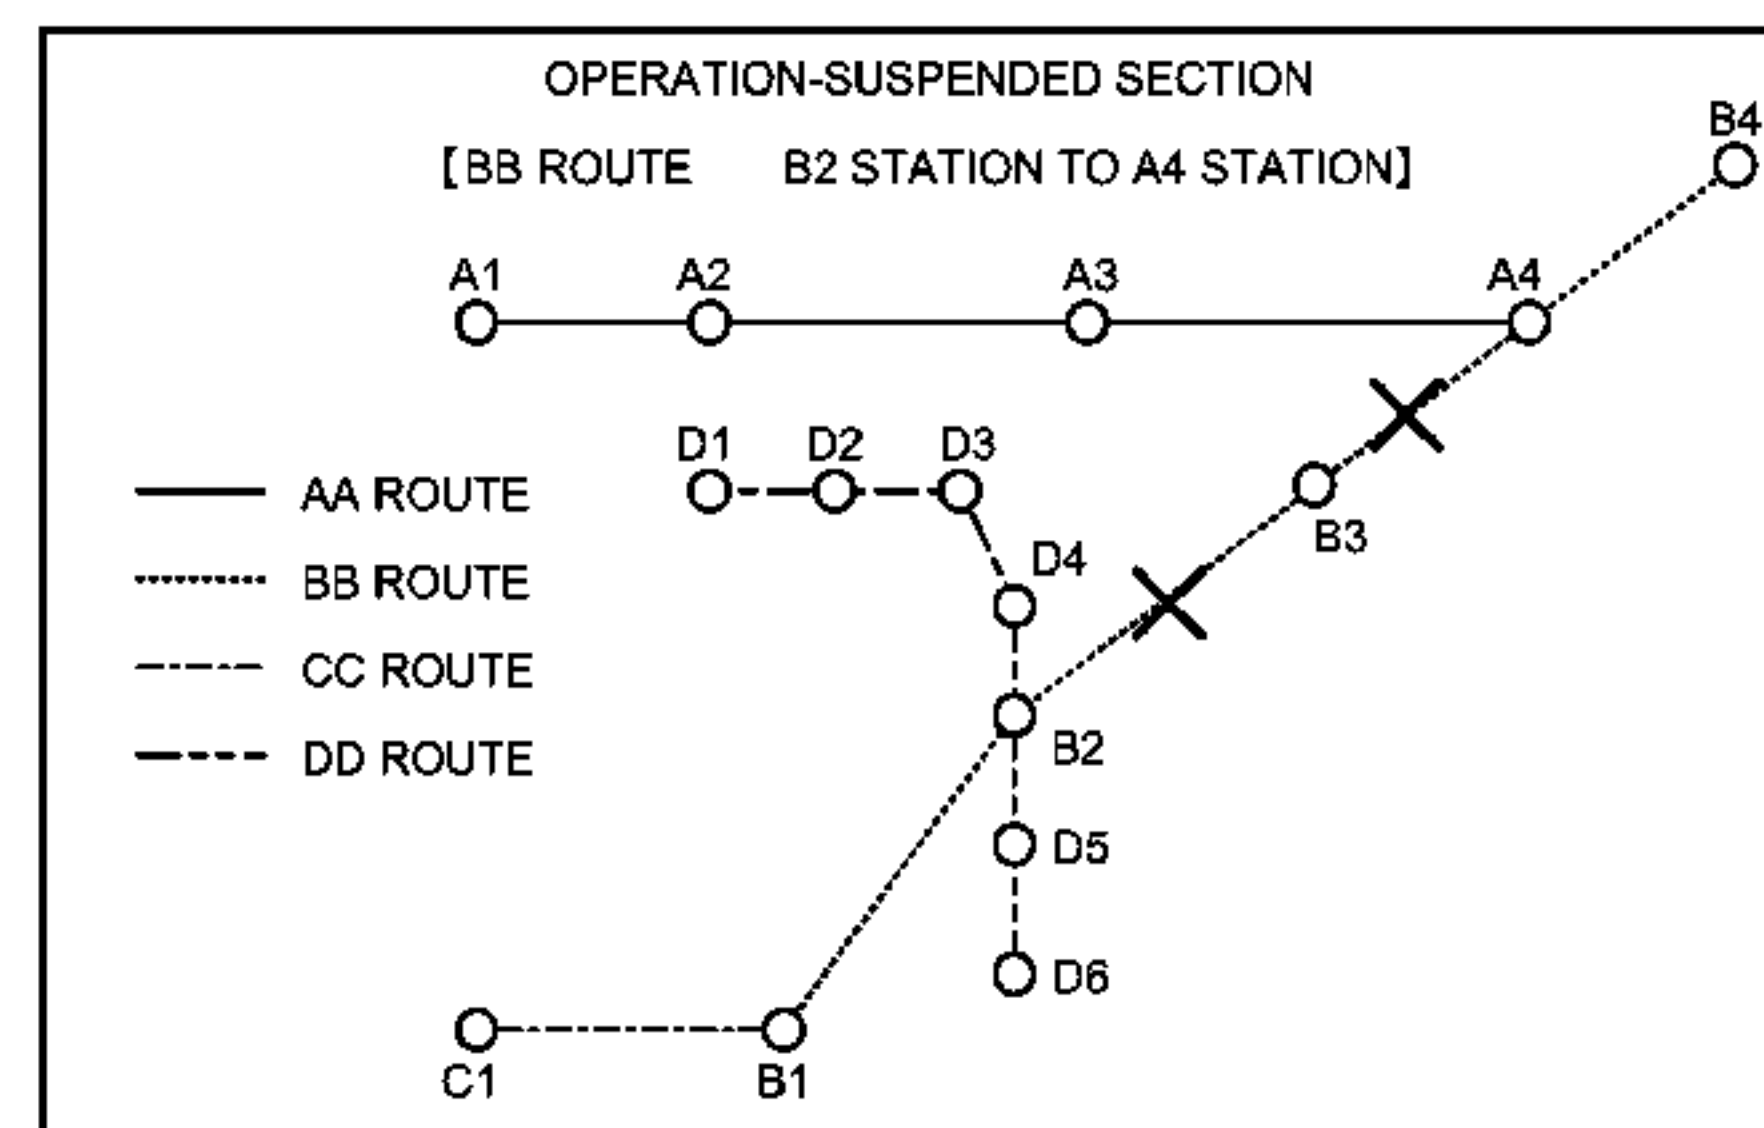 OPERATION-SUSPENDED SECTION
[BB ROUTE B2 STATION TO A4 STATION]
B4
A1 A2 A3 A4
D1 D2 D3
AA ROUTE
B3
D4
BB ROUTE
CC ROUTE
B2
DD ROUTE
D5
D6
C1 B1